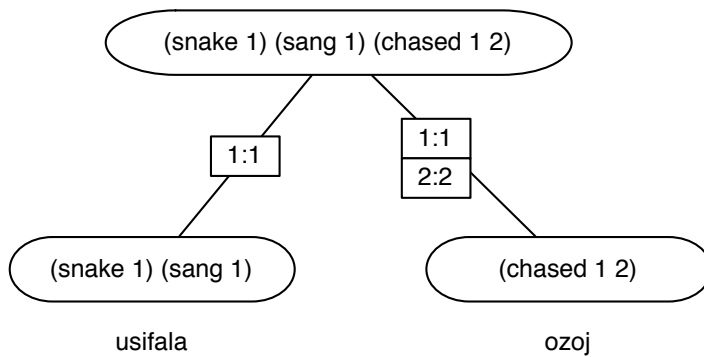 (snake 1) (sang 1) (chased 1 2)
1:1
1:1
2:2
(snake 1) (sang 1)
(chased 1 2)
usifala
ozoj